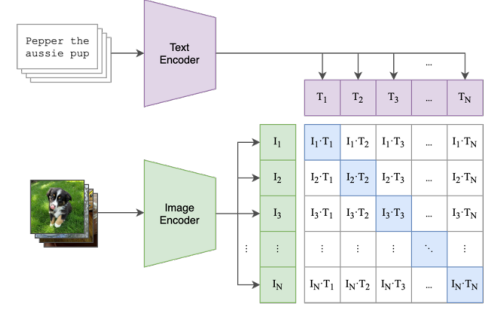 Pepper the
aussie pup
Text
Encoder
...
T1 T2 T3 ... TN
Image
Encoder
I1 I1·T1 I1·T2 I1·T3 ... I1·TN
I2 I2·T1 I2·T2 I2·T3 ... I2·TN
I3 I3·T1 I3·T2 I3·T3 ... I3·TN
⋮ ⋮ ⋮ ⋮ ⋮ ⋱ ⋮
IN IN·T1 IN·T2 IN·T3 ... IN·TN